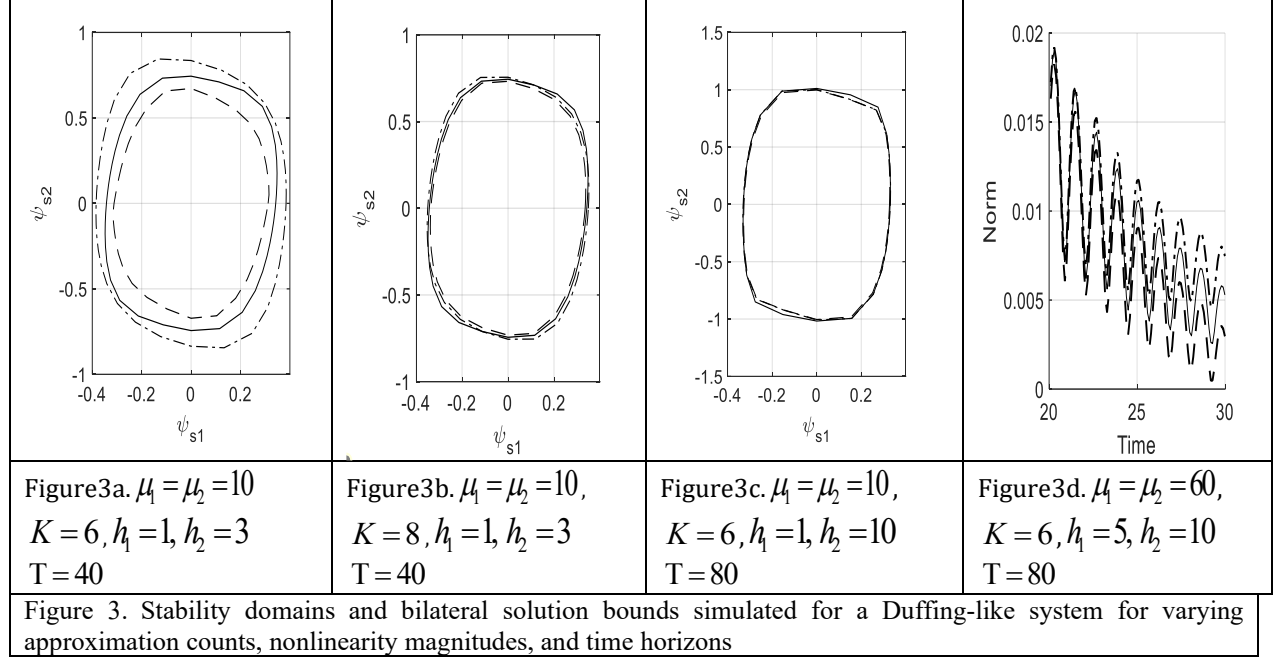 1
0.5
0
-0.5
-1
-0.4 -0.2 0 0.2
ψs2
ψs1
1
0.5
0
-0.5
-1
-0.4 -0.2 0 0.2
ψs2
ψs1
1.5
1
0.5
0
-0.5
-1
-1.5
-0.4 -0.2 0 0.2
ψs2
ψs1
0.02
0.015
0.01
0.005
0
20 25 30
Norm
Time
Figure3a. μ₁ = μ₂ =10
K = 6, h₁ =1, h₂ =3
T = 40
Figure3b. μ₁ = μ₂ =10,
K = 8, h₁ =1, h₂ =3
T = 40
Figure3c. μ₁ = μ₂ =10,
K = 6, h₁ =1, h₂ =10
T = 80
Figure3d. μ₁ = μ₂ =60,
K = 6, h₁ =5, h₂ =10
T = 80
Figure 3. Stability domains and bilateral solution bounds simulated for a Duffing-like system for varying
approximation counts, nonlinearity magnitudes, and time horizons